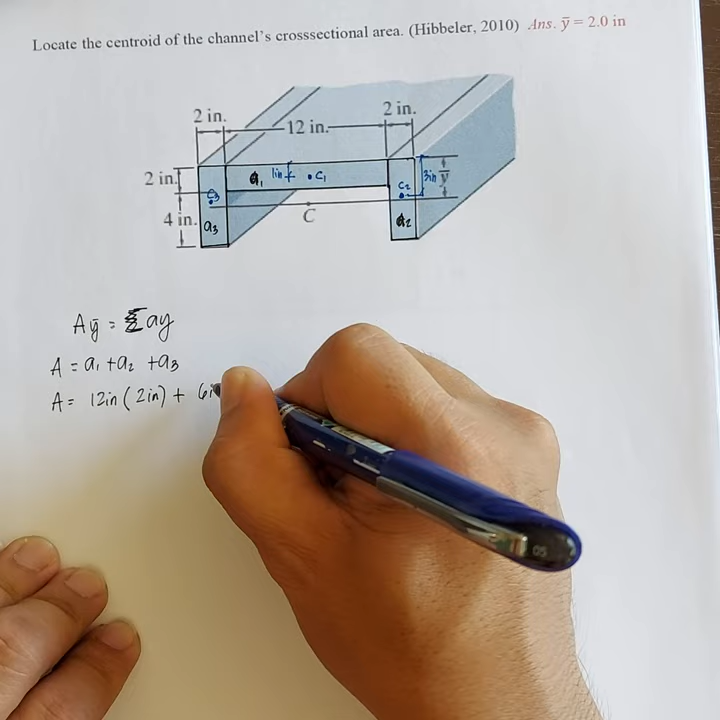 Locate the centroid of the channel's crosssectional area. (Hibbeler, 2010) Ans. ȳ = 2.0 in
2 in.
2 in.
12 in.
2 in.
a₁ 1in C₁
C₃
C₂
3in ȳ
4 in.
a₃
C
a₂
Aȳ = Σay
A = a₁ + a₂ + a₃
A = 12in (2in) + 6in
05